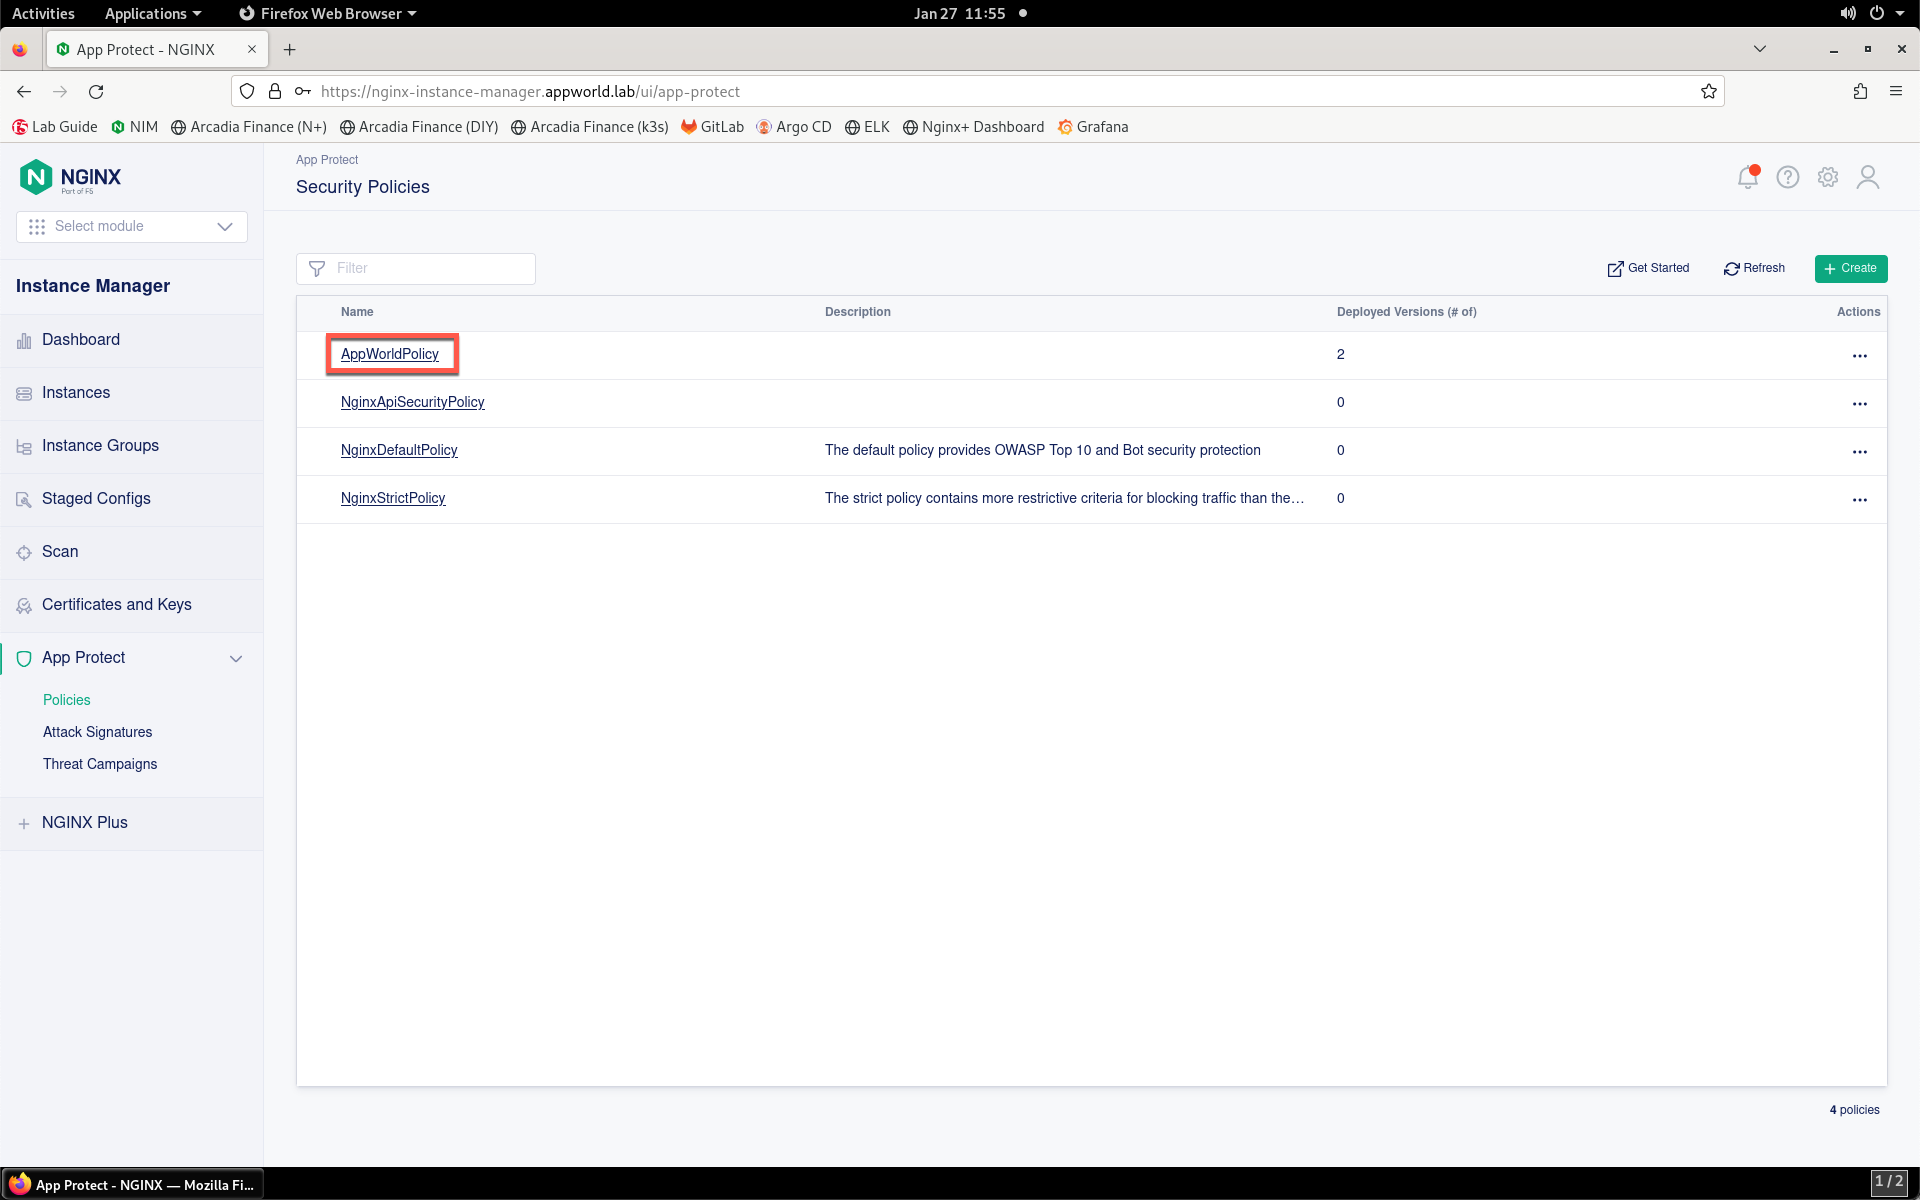 Activities Applications Firefox Web Browser Jan 27 11:55
App Protect - NGINX
https://nginx-instance-manager.appworld.lab/ui/app-protect
Lab Guide NIM Arcadia Finance (N+) Arcadia Finance (DIY) Arcadia Finance (k3s) GitLab Argo CD ELK Nginx+ Dashboard Grafana
NGINX
Part of F5
Select module
Instance Manager
Dashboard
Instances
Instance Groups
Staged Configs
Scan
Certificates and Keys
App Protect
Policies
Attack Signatures
Threat Campaigns
NGINX Plus
App Protect
Security Policies
Filter
Get Started Refresh Create
Name Description Deployed Versions (# of) Actions
AppWorldPolicy 2
NginxApiSecurityPolicy 0
NginxDefaultPolicy The default policy provides OWASP Top 10 and Bot security protection 0
NginxStrictPolicy The strict policy contains more restrictive criteria for blocking traffic than the… 0
4 policies
App Protect - NGINX — Mozilla Fi... 1 / 2